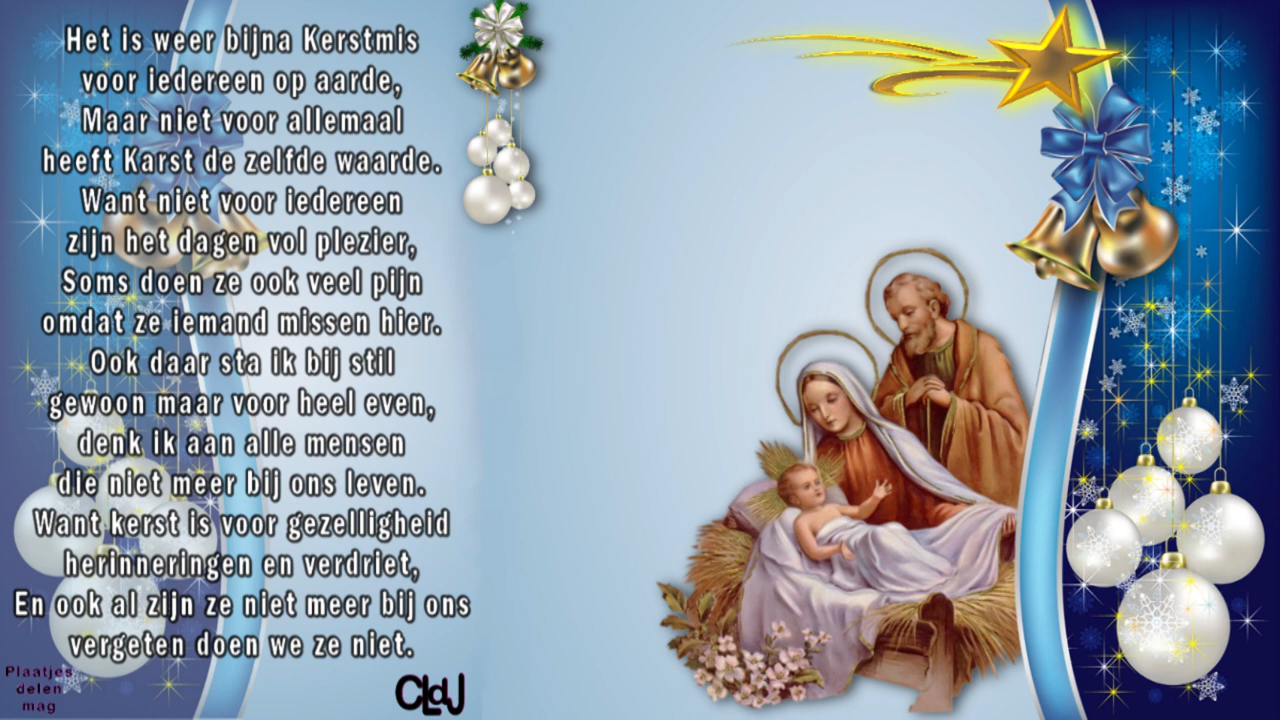 Het is weer bijna Kerstmis
voor iedereen op aarde,
Maar niet voor allemaal
heeft Karst de zelfde waarde.
Want niet voor iedereen
zijn het dagen vol plezier,
Soms doen ze ook veel pijn
omdat ze iemand missen hier.
Ook daar sta ik bij stil
gewoon maar voor heel even,
denk ik aan alle mensen
die niet meer bij ons leven.
Want kerst is voor gezelligheid
herinneringen en verdriet,
En ook al zijn ze niet meer bij ons
vergeten doen we ze niet.
Plaatjes
delen
mag
CLdJ